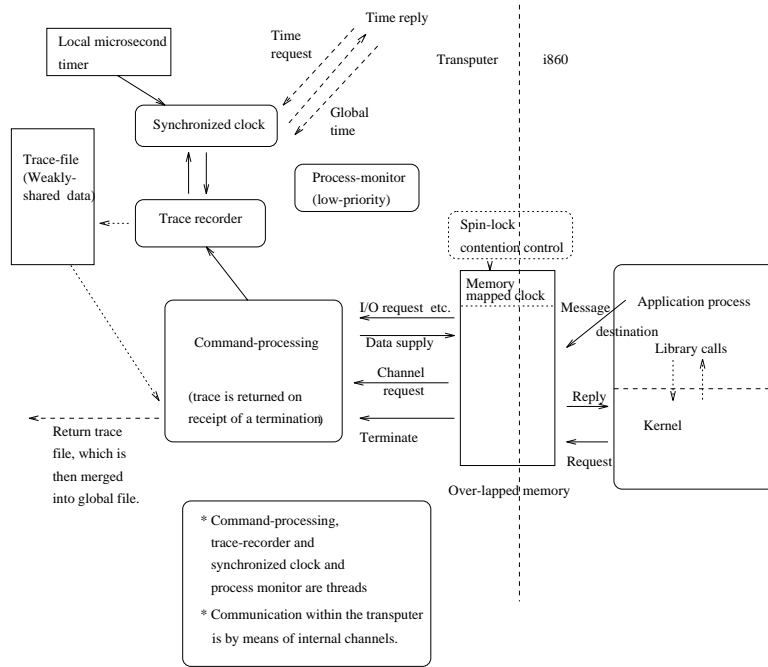 Time reply
Time
request
Local microsecond
timer
Transputer
i860
Global
time
Synchronized clock
Trace-file
(Weakly-
shared data)
Process-monitor
(low-priority)
Trace recorder
Spin-lock
contention control
Memory
mapped clock
I/O request etc.
Message
destination
Application process
Command-processing
Data supply
Library calls
Channel
request
(trace is returned on
receipt of a termination)
Reply
Kernel
Terminate
Request
Return trace
file, which is
then merged
into global file.
Over-lapped memory
* Command-processing,
trace-recorder and
synchronized clock and
process monitor are threads
* Communication within the transputer
is by means of internal channels.